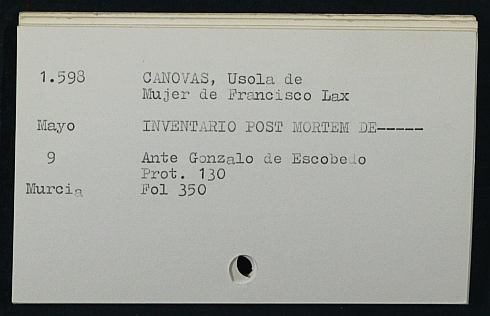 1.598 CANOVAS, Usola de
Mujer de Francisco Lax
Mayo INVENTARIO POST MORTEM DE-----
9 Ante Gonzalo de Escobedo
Prot. 130
Murcia Fol 350